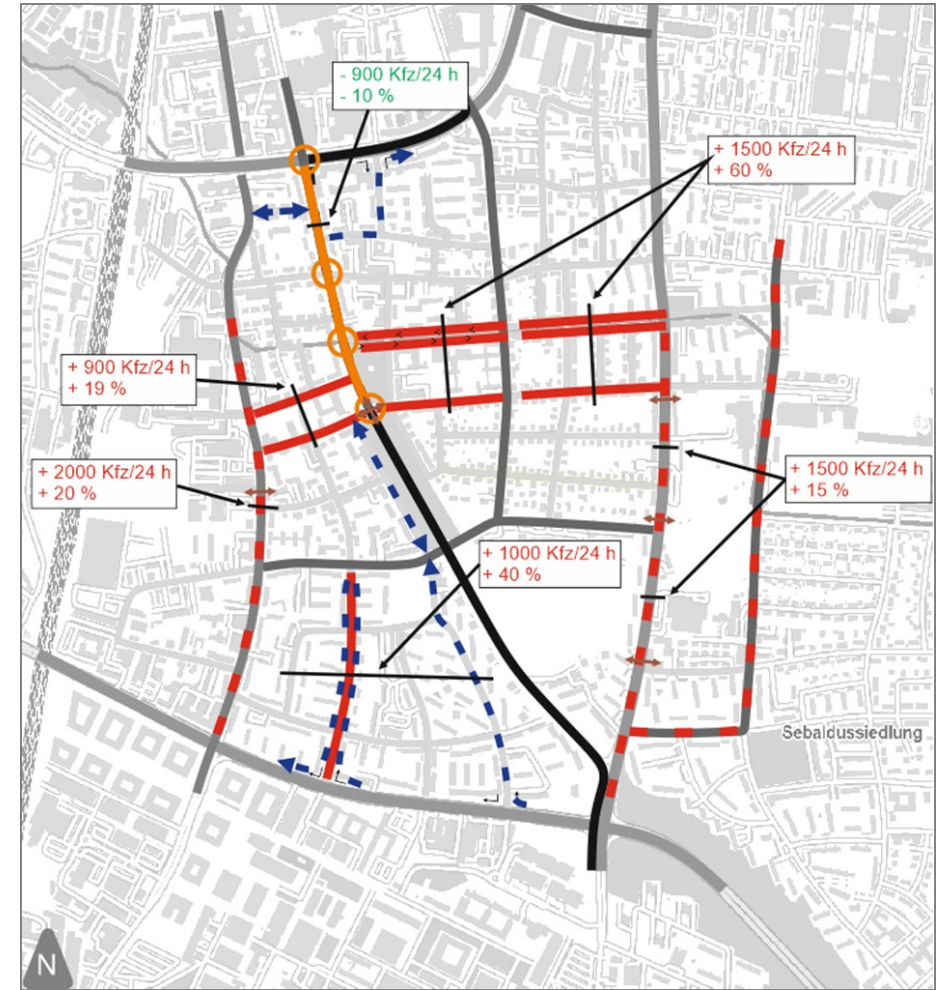 - 900 Kfz/24 h
- 10 %
+ 1500 Kfz/24 h
+ 60 %
+ 900 Kfz/24 h
+ 19 %
+ 2000 Kfz/24 h
+ 20 %
+ 1500 Kfz/24 h
+ 15 %
+ 1000 Kfz/24 h
+ 40 %
Sebaldussiedlung
N